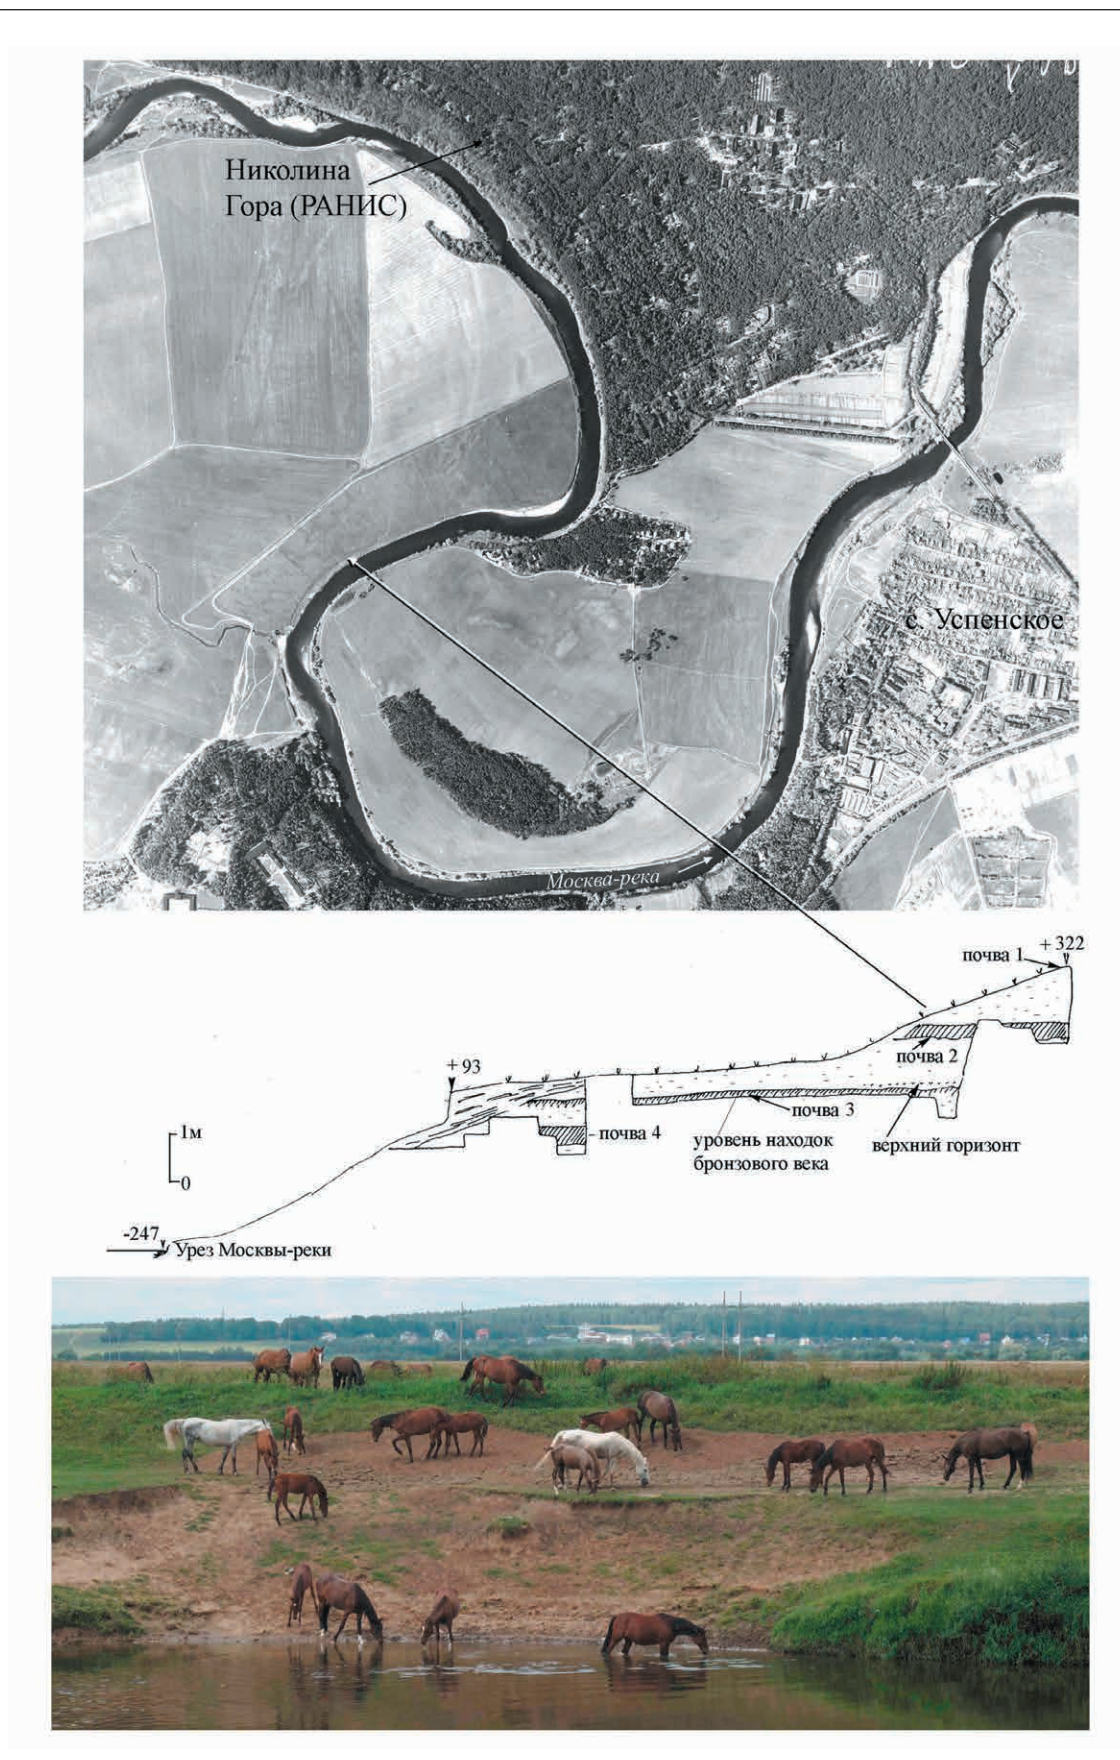 Николина
Гора (РАНИС)
с. Успенское
Москва-река
почва 1
+ 322
почва 2
+ 93
почва 3
почва 4
уровень находок
бронзового века
верхний горизонт
1м
0
-247
Урез Москвы-реки